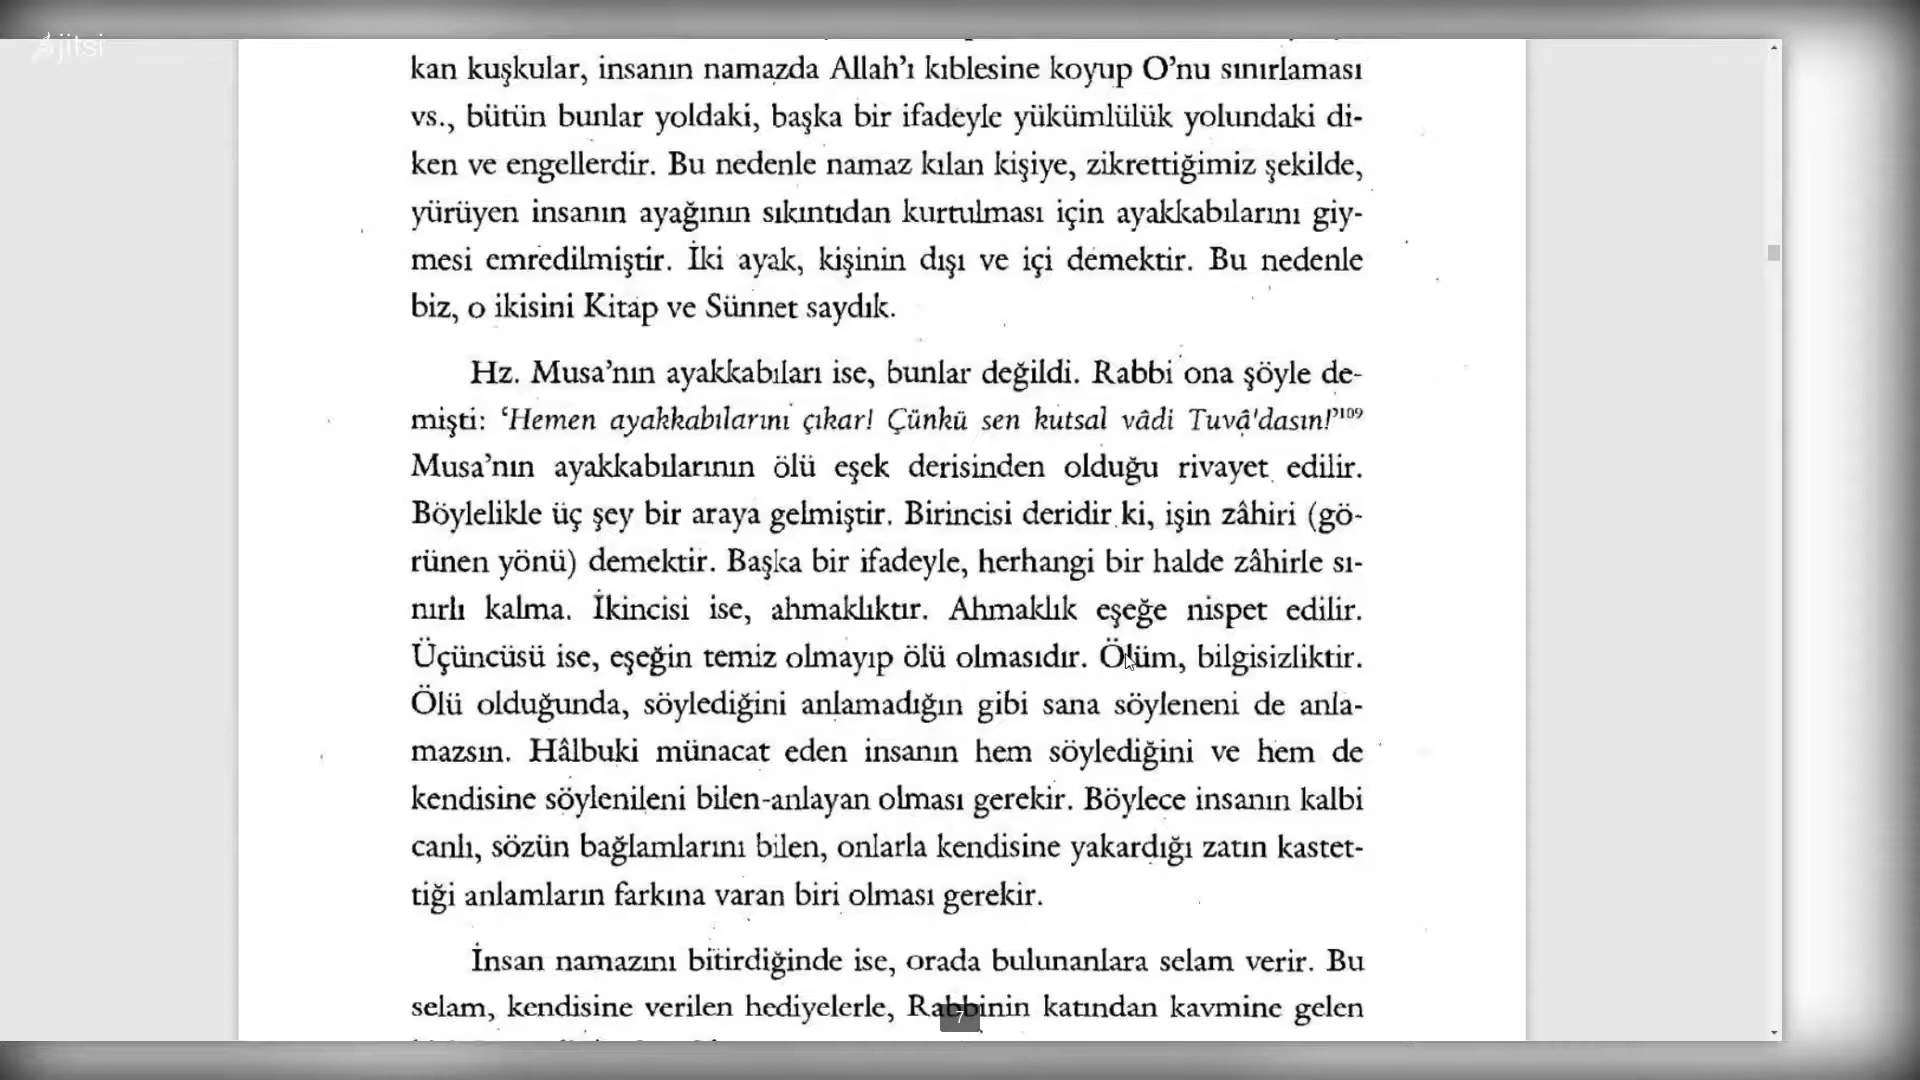 jitsi
kan kuşkular, insanın namazda Allah’ı kıblesine koyup O’nu sınırlaması
vs., bütün bunlar yoldaki, başka bir ifadeyle yükümlülük yolundaki di-
ken ve engellerdir. Bu nedenle namaz kılan kişiye, zikrettiğimiz şekilde,
yürüyen insanın ayağının sıkıntıdan kurtulması için ayakkabılarını giy-
mesi emredilmiştir. İki ayak, kişinin dışı ve içi demektir. Bu nedenle
biz, o ikisini Kitap ve Sünnet saydık.
Hz. Musa’nın ayakkabıları ise, bunlar değildi. Rabbi ona şöyle de-
mişti: ‘Hemen ayakkabılarını çıkar! Çünkü sen kutsal vâdi Tuvâ'dasın!’¹⁰⁹
Musa’nın ayakkabılarının ölü eşek derisinden olduğu rivayet edilir.
Böylelikle üç şey bir araya gelmiştir. Birincisi deridir ki, işin zâhiri (gö-
rünen yönü) demektir. Başka bir ifadeyle, herhangi bir halde zâhirle sı-
nırlı kalma. İkincisi ise, ahmaklıktır. Ahmaklık eşeğe nispet edilir.
Üçüncüsü ise, eşeğin temiz olmayıp ölü olmasıdır. Ölüm, bilgisizliktir.
Ölü olduğunda, söylediğini anlamadığın gibi sana söyleneni de anla-
mazsın. Hâlbuki münacat eden insanın hem söylediğini ve hem de
kendisine söylenileni bilen-anlayan olması gerekir. Böylece insanın kalbi
canlı, sözün bağlamlarını bilen, onlarla kendisine yakardığı zatın kastet-
tiği anlamların farkına varan biri olması gerekir.
İnsan namazını bitirdiğinde ise, orada bulunanlara selam verir. Bu
selam, kendisine verilen hediyelerle, Rabbinin katından kavmine gelen
7